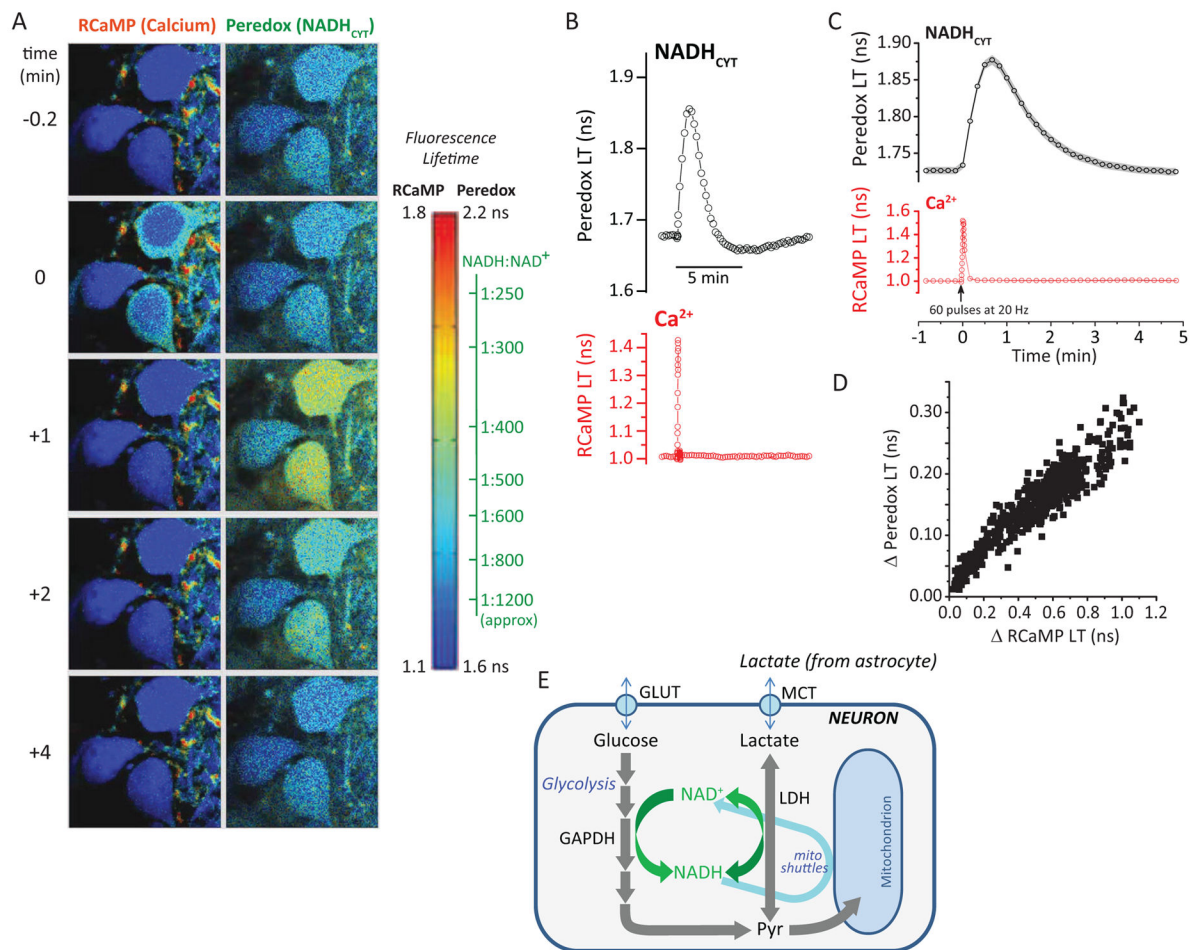 A
RCaMP (Calcium) Peredox (NADH_CYT)
time
(min)
-0.2
0
+1
+2
+4
Fluorescence
Lifetime
RCaMP Peredox
1.8 2.2 ns
NADH:NAD⁺
1:250
1:300
1:400
1:500
1:600
1:800
1:1200
(approx)
1.1 1.6 ns
B
NADH_CYT
Peredox LT (ns)
1.9
1.8
1.7
1.6
5 min
Ca²⁺
RCaMP LT (ns)
1.4
1.3
1.2
1.1
1.0
C
NADH_CYT
Peredox LT (ns)
1.90
1.85
1.80
1.75
Ca²⁺
RCaMP LT (ns)
1.6
1.4
1.2
1.0
60 pulses at 20 Hz
-1 0 1 2 3 4 5
Time (min)
D
Δ Peredox LT (ns)
0.30
0.20
0.10
0.00
0.0 0.2 0.4 0.6 0.8 1.0 1.2
Δ RCaMP LT (ns)
E
Lactate (from astrocyte)
GLUT MCT
NEURON
Glucose Lactate
Glycolysis
NAD⁺ LDH
GAPDH
mito
shuttles
NADH
Mitochondrion
Pyr